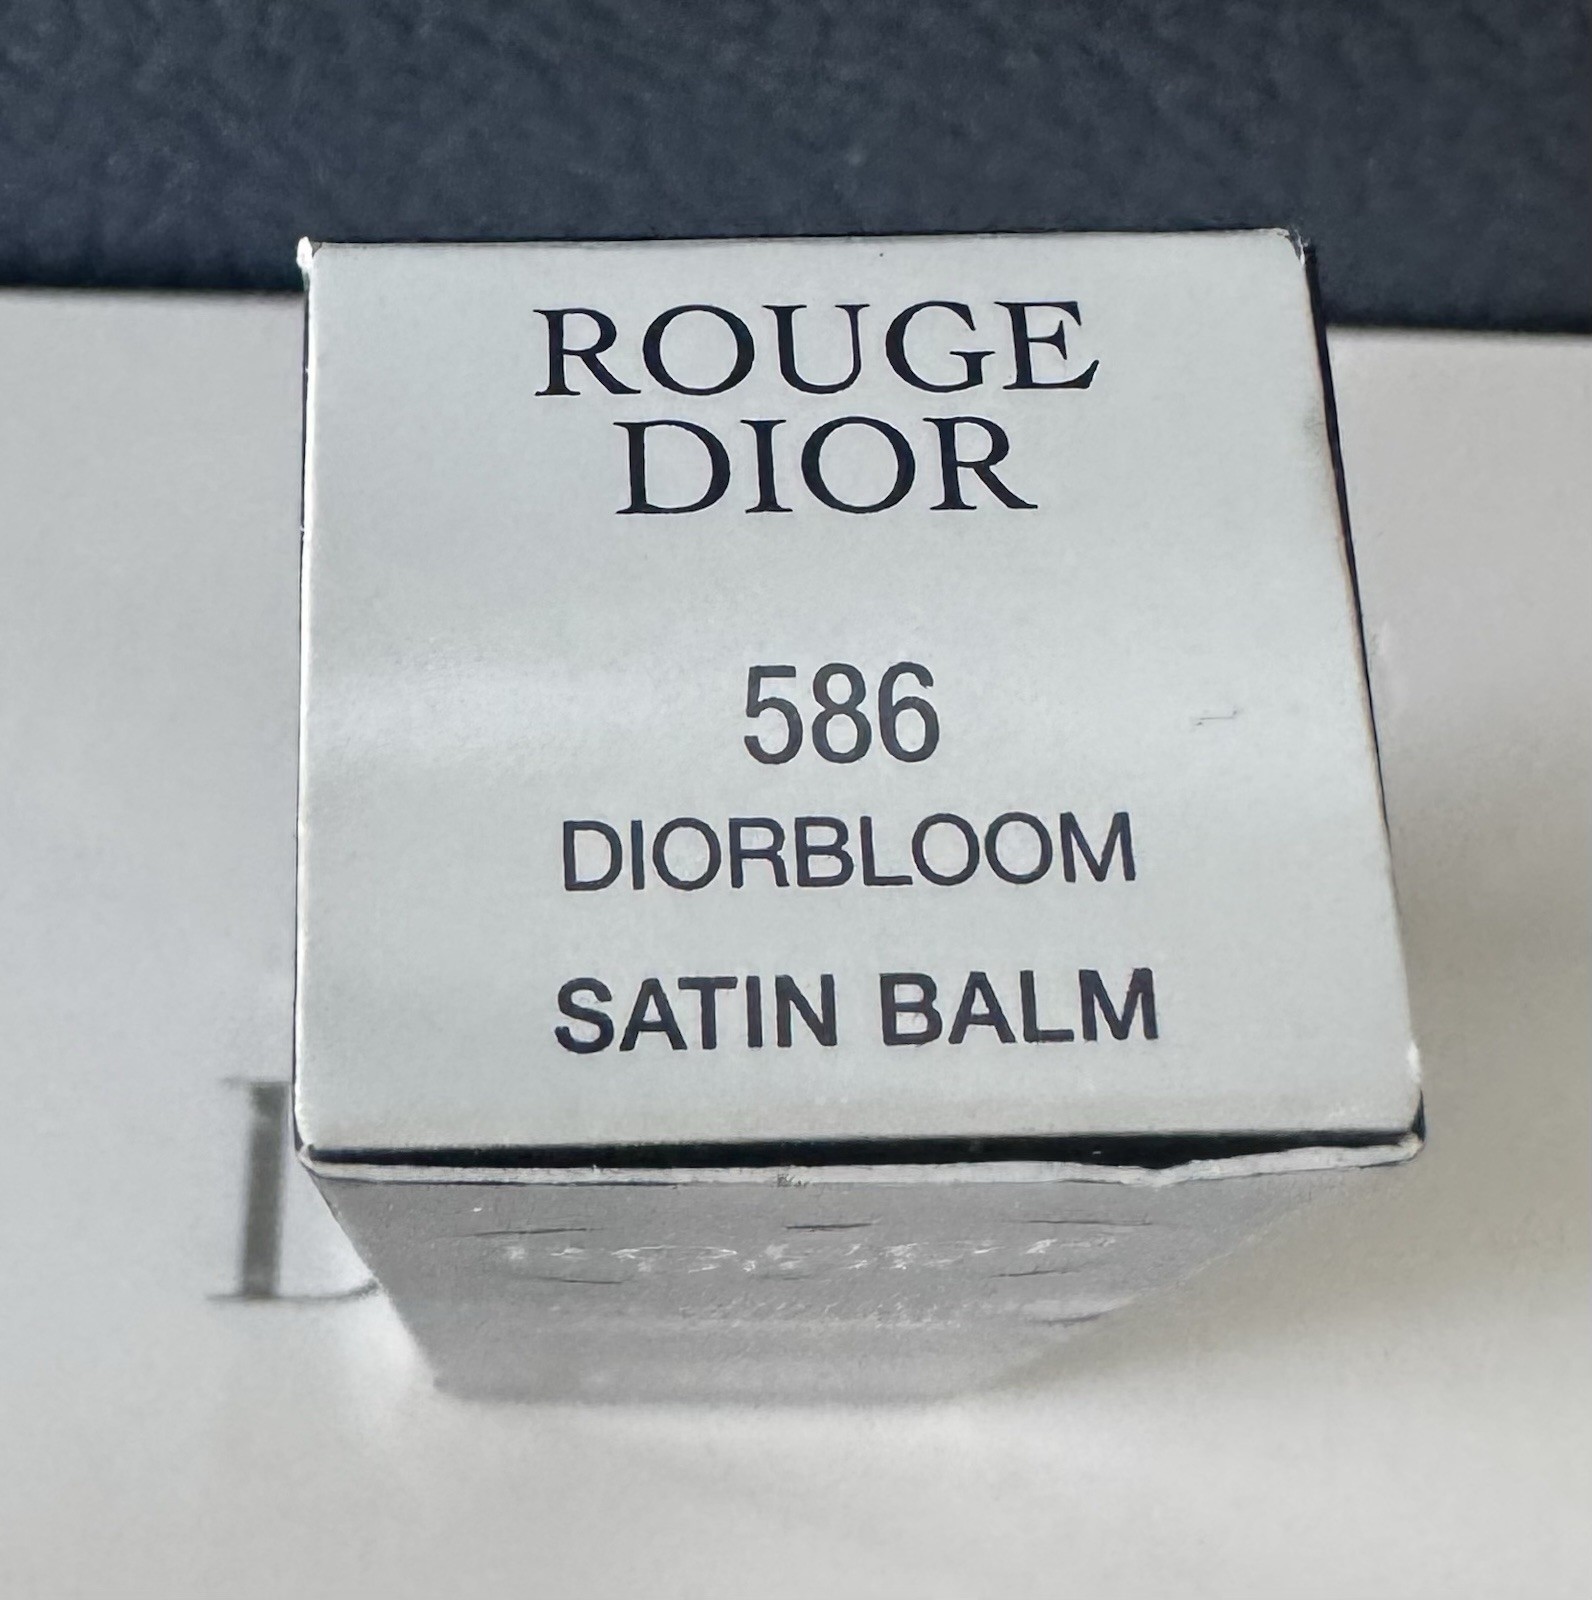 ROUGE
DIOR
586
DIORBLOOM
SATIN BALM